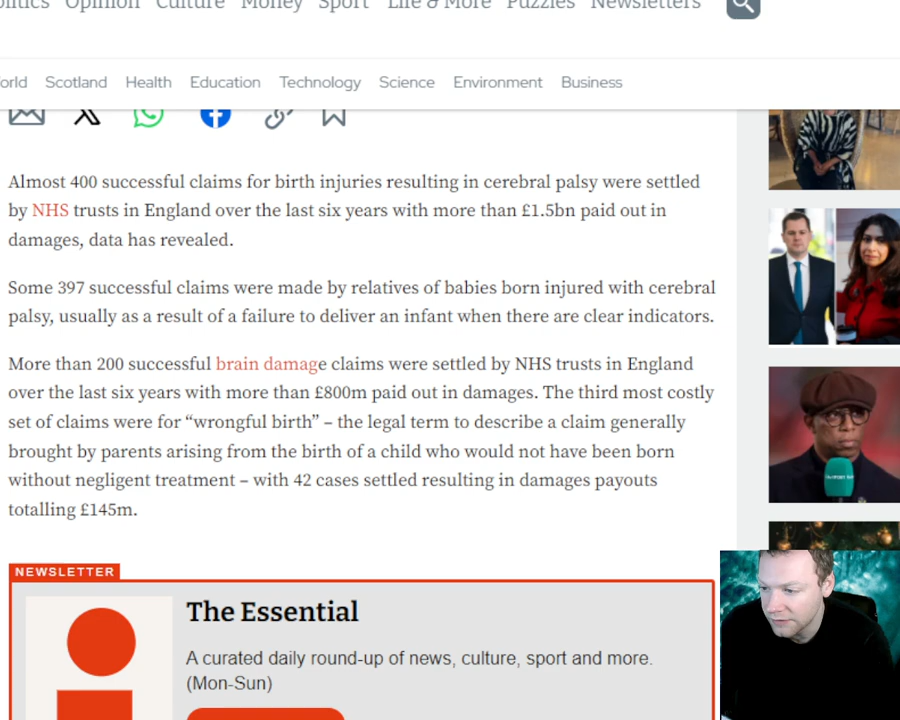 Opinion Culture Money Sport Life & More Puzzles Newsletters
Scotland Health Education Technology Science Environment Business
Almost 400 successful claims for birth injuries resulting in cerebral palsy were settled
by NHS trusts in England over the last six years with more than £1.5bn paid out in
damages, data has revealed.
Some 397 successful claims were made by relatives of babies born injured with cerebral
palsy, usually as a result of a failure to deliver an infant when there are clear indicators.
More than 200 successful brain damage claims were settled by NHS trusts in England
over the last six years with more than £800m paid out in damages. The third most costly
set of claims were for “wrongful birth” – the legal term to describe a claim generally
brought by parents arising from the birth of a child who would not have been born
without negligent treatment – with 42 cases settled resulting in damages payouts
totalling £145m.
NEWSLETTER
The Essential
A curated daily round-up of news, culture, sport and more.
(Mon-Sun)